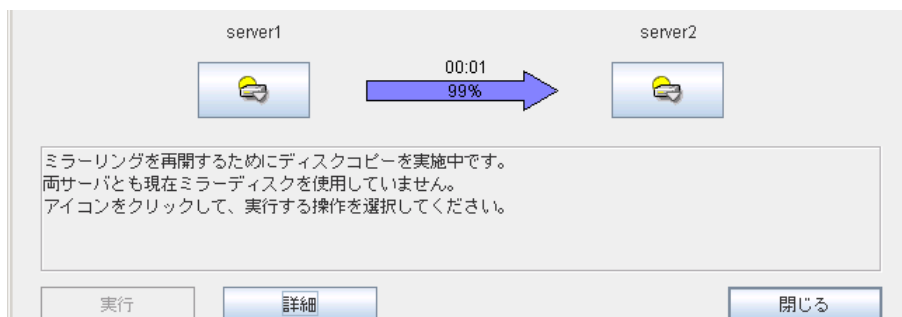 server1
server2
00:01
99%
ミラーリングを再開するためにディスクコピーを実施中です。
両サーバとも現在ミラーディスクを使用していません。
アイコンをクリックして、実行する操作を選択してください。
実行
詳細
閉じる